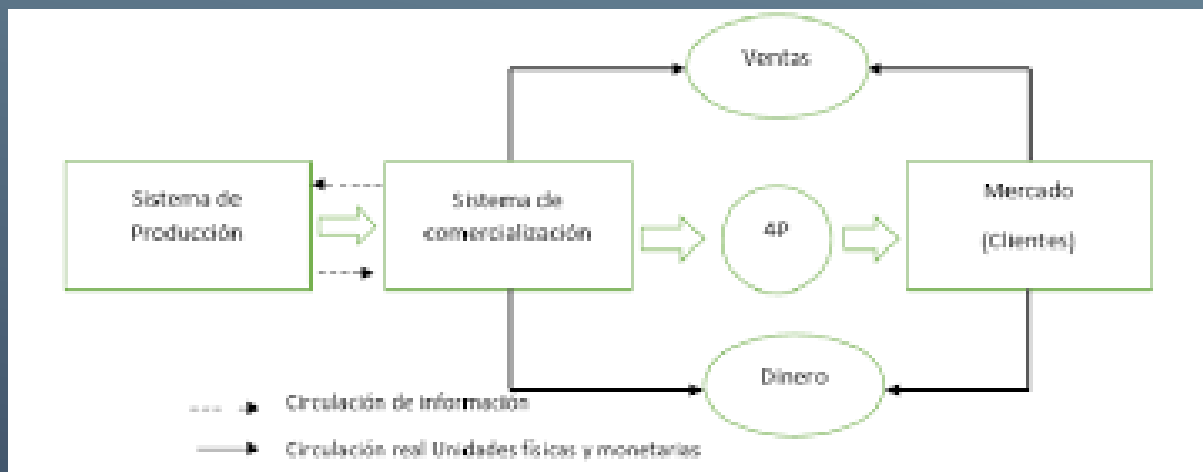 Ventas
Sistema de
Producción
Sistema de
comercialización
4P
Mercado
(Clientes)
Dinero
Circulación de información
Circulación real Unidades físicas y monetarias